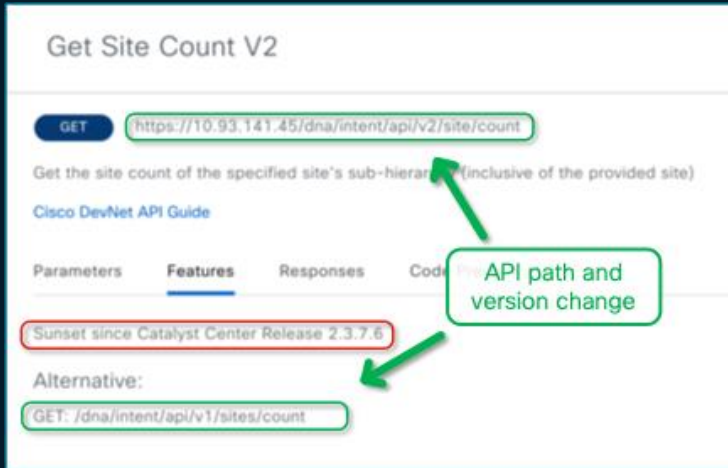 Get Site Count V2
GET https://10.93.141.45/dna/intent/api/v2/site/count
Get the site count of the specified site's sub-hierar (inclusive of the provided site)
Cisco DevNet API Guide
Parameters Features Responses Code
API path and
version change
Sunset since Catalyst Center Release 2.3.7.6
Alternative:
GET: /dna/intent/api/v1/sites/count